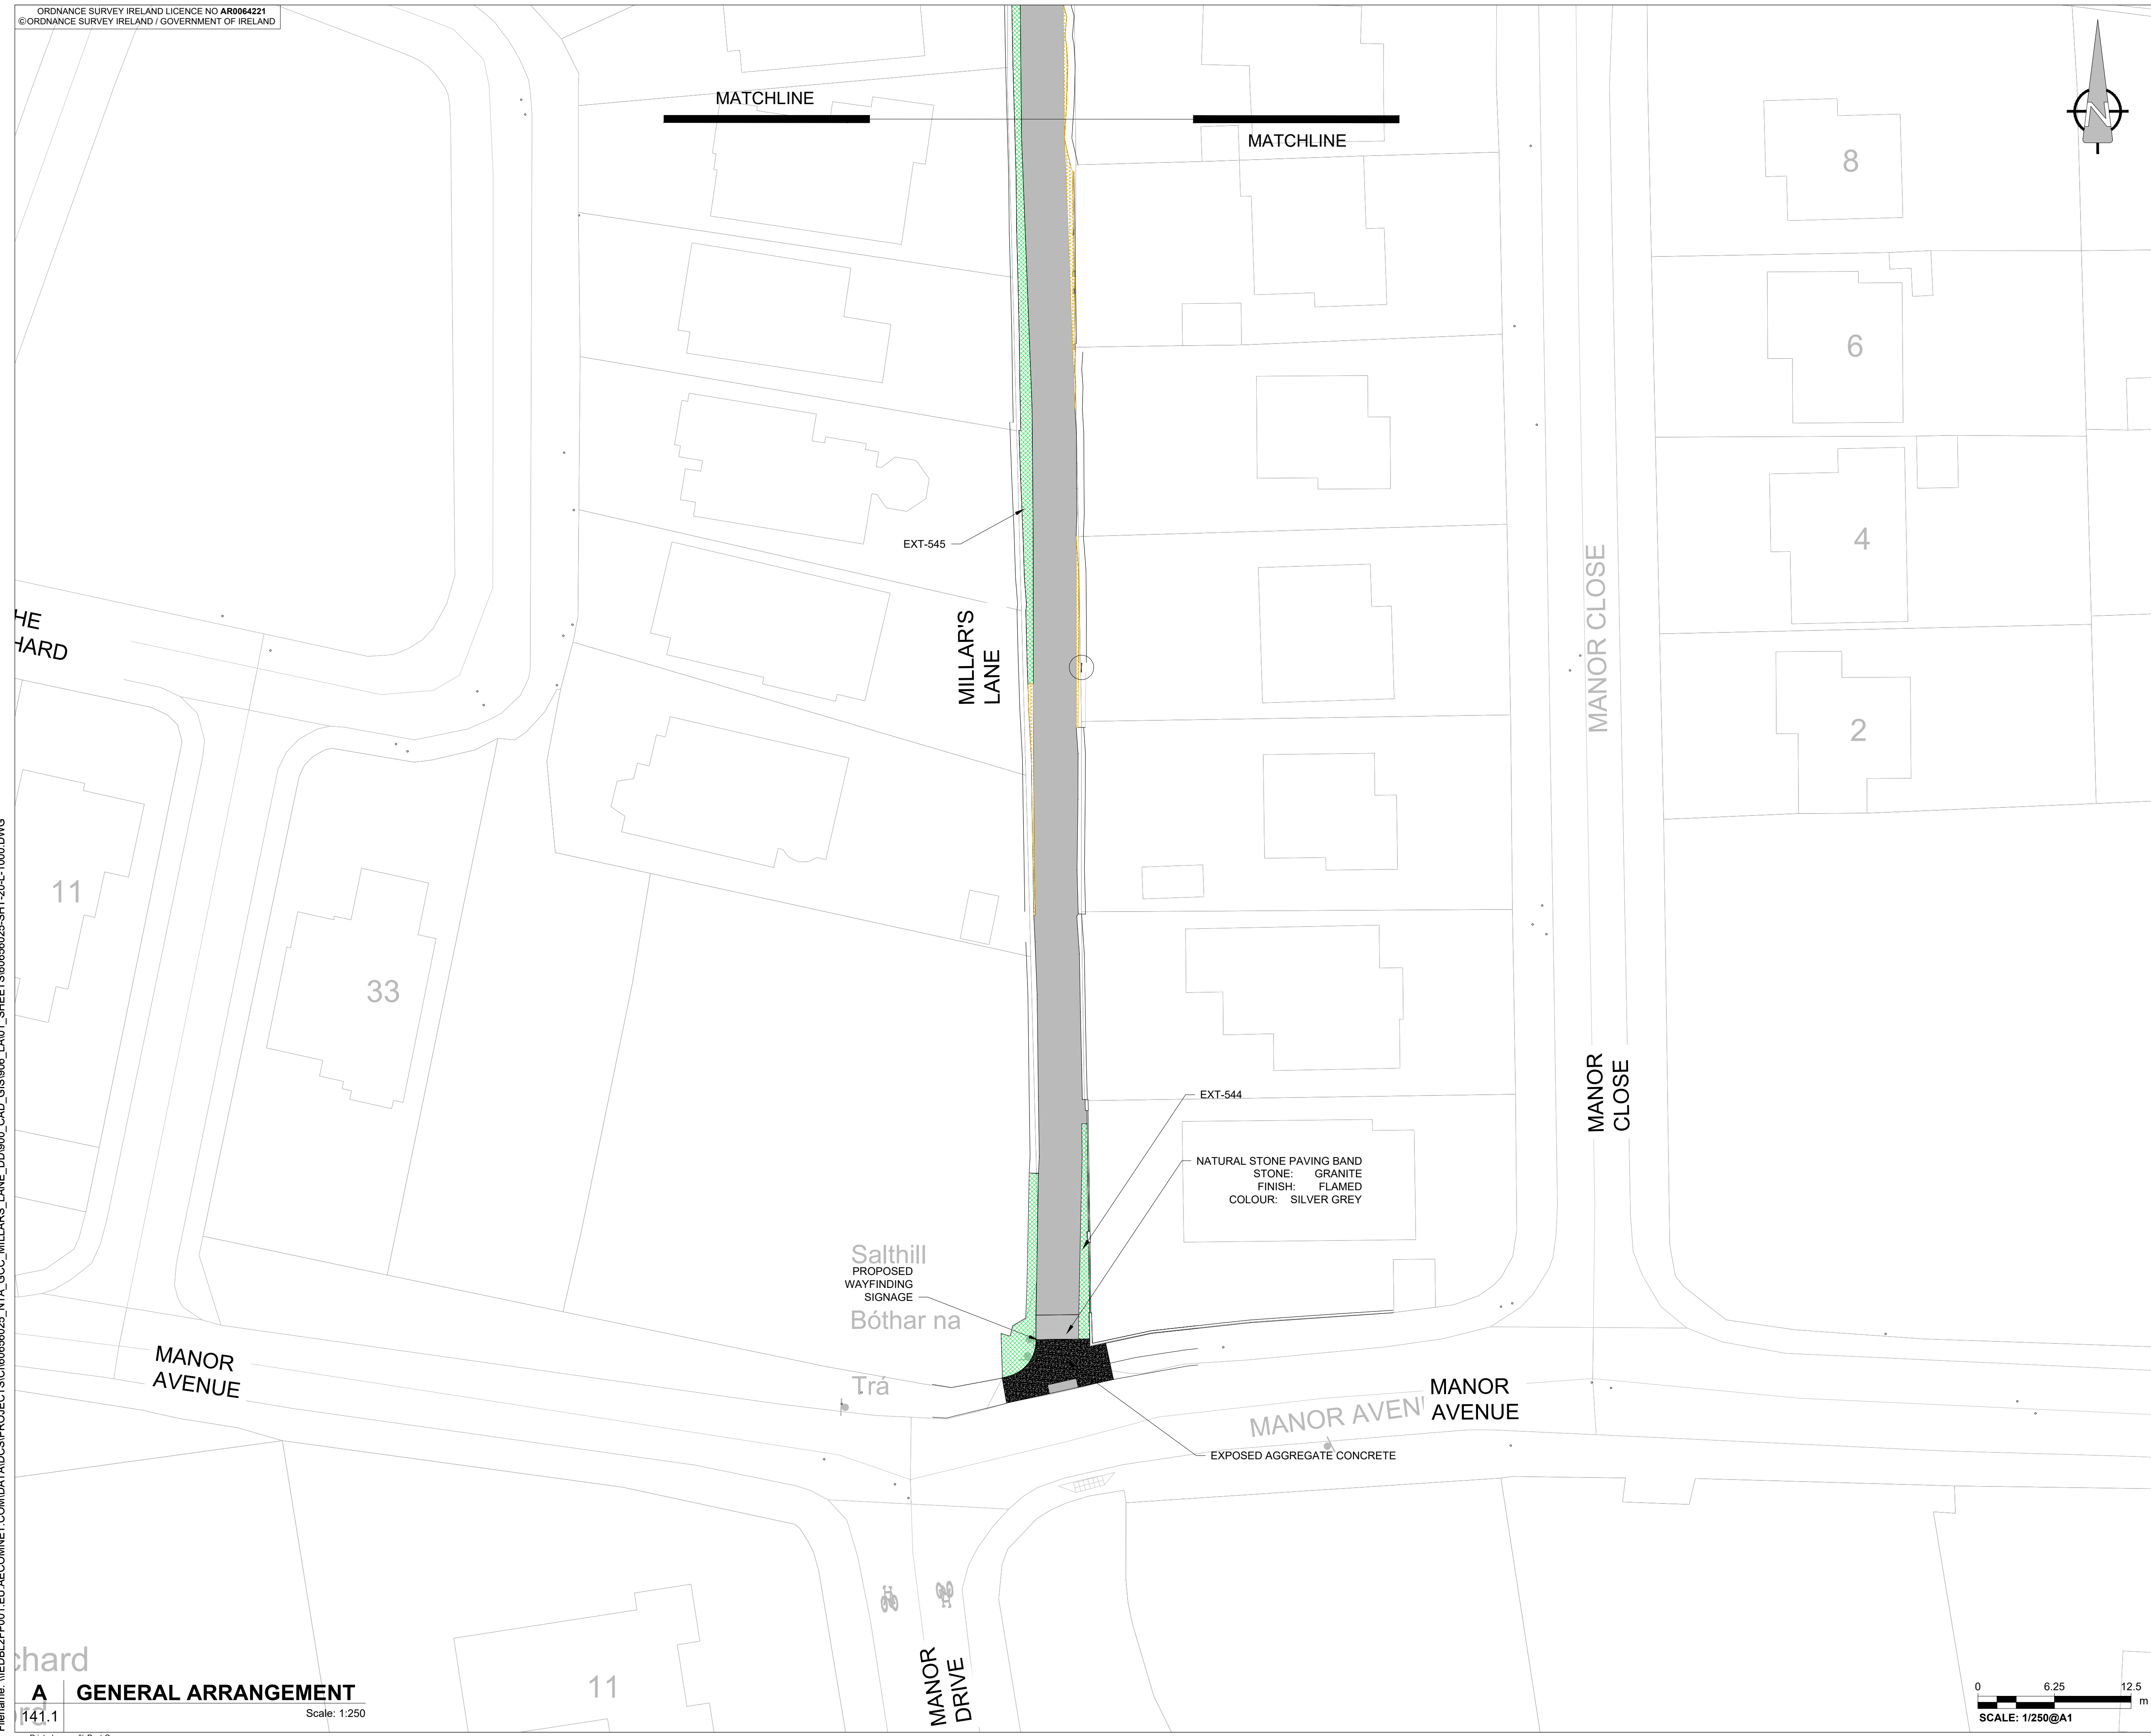 ORDNANCE SURVEY IRELAND LICENCE NO AR0064221
©ORDNANCE SURVEY IRELAND / GOVERNMENT OF IRELAND
MATCHLINE
MATCHLINE
N
8
6
4
2
EXT-545
HE
HARD
MILLAR'S
LANE
MANOR CLOSE
11
33
MANOR
CLOSE
EXT-544
NATURAL STONE PAVING BAND
STONE: GRANITE
FINISH: FLAMED
COLOUR: SILVER GREY
Salthill
PROPOSED
WAYFINDING
SIGNAGE
Bóthar na
Trá
MANOR
AVENUE
MANOR AVEN
MANOR
AVENUE
EXPOSED AGGREGATE CONCRETE
MANOR
DRIVE
11
chard
A GENERAL ARRANGEMENT
141.1
Scale: 1:250
0 6.25 12.5
m
SCALE: 1/250@A1